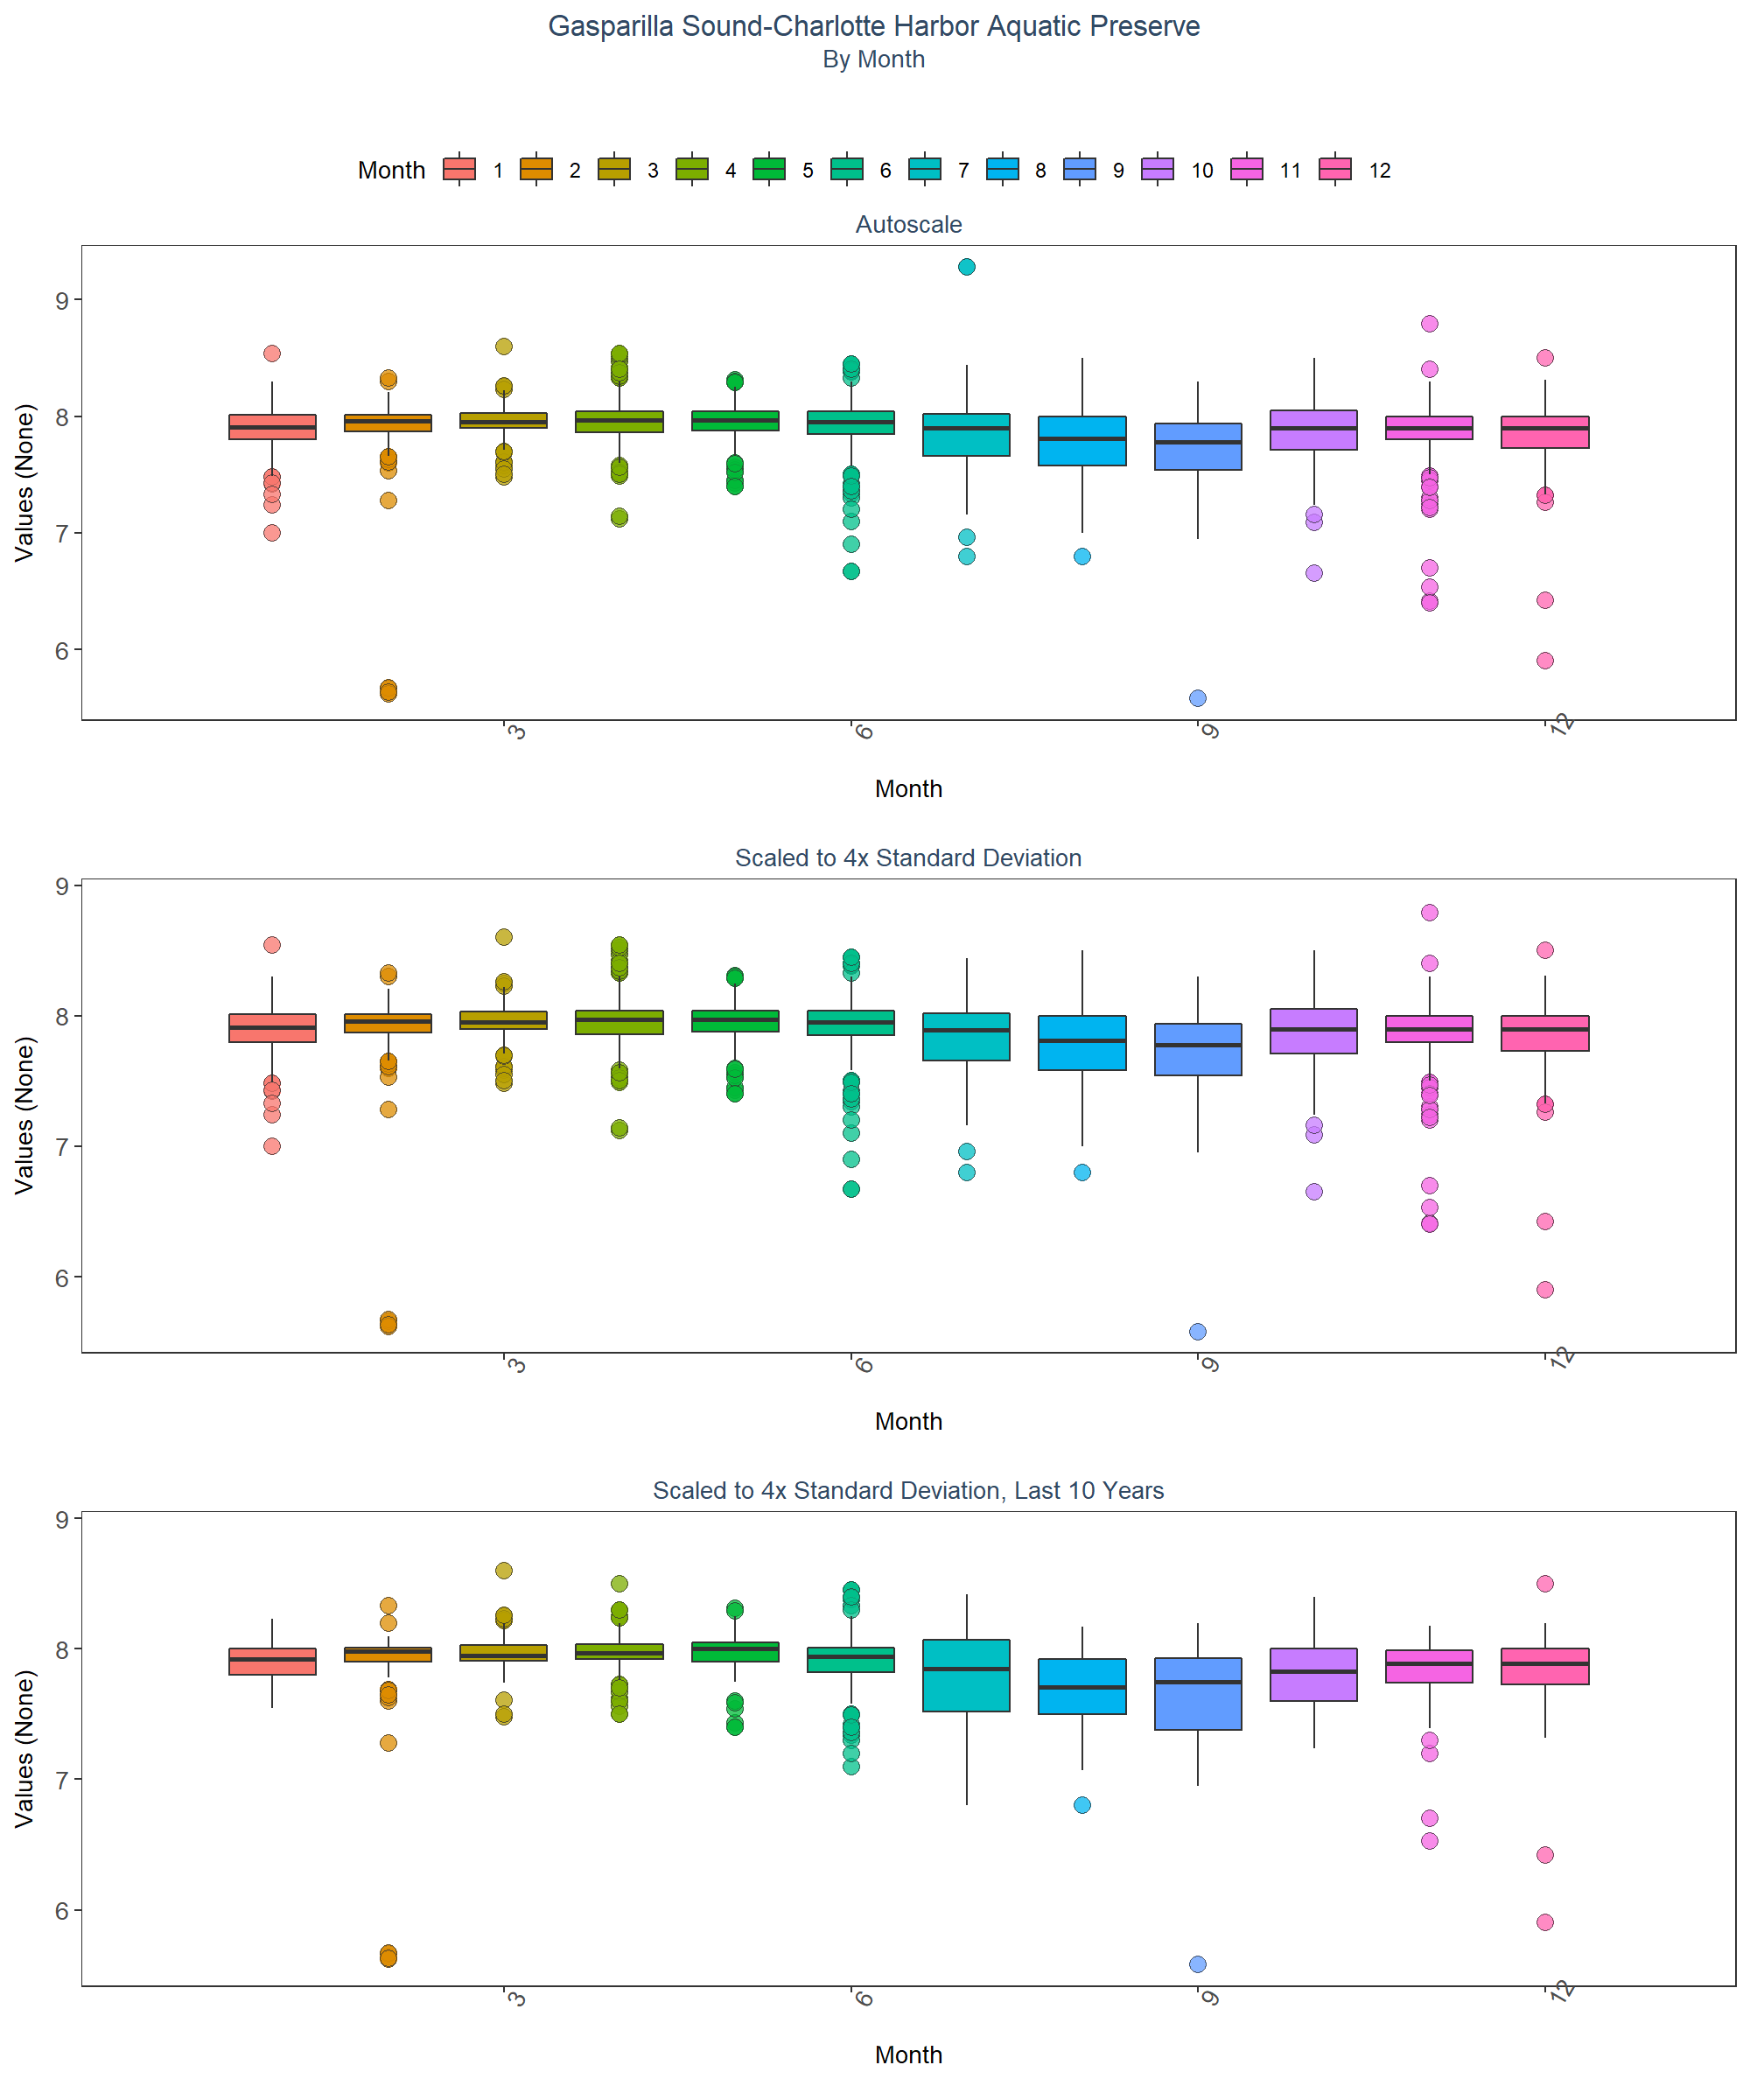 Gasparilla Sound-Charlotte Harbor Aquatic Preserve
By Month
Month 1 2 3 4 5 6 7 8 9 10 11 12
Autoscale
Values (None)
9
8
7
6
3 6 9 12
Month
Scaled to 4x Standard Deviation
Values (None)
9
8
7
6
3 6 9 12
Month
Scaled to 4x Standard Deviation, Last 10 Years
Values (None)
9
8
7
6
3 6 9 12
Month